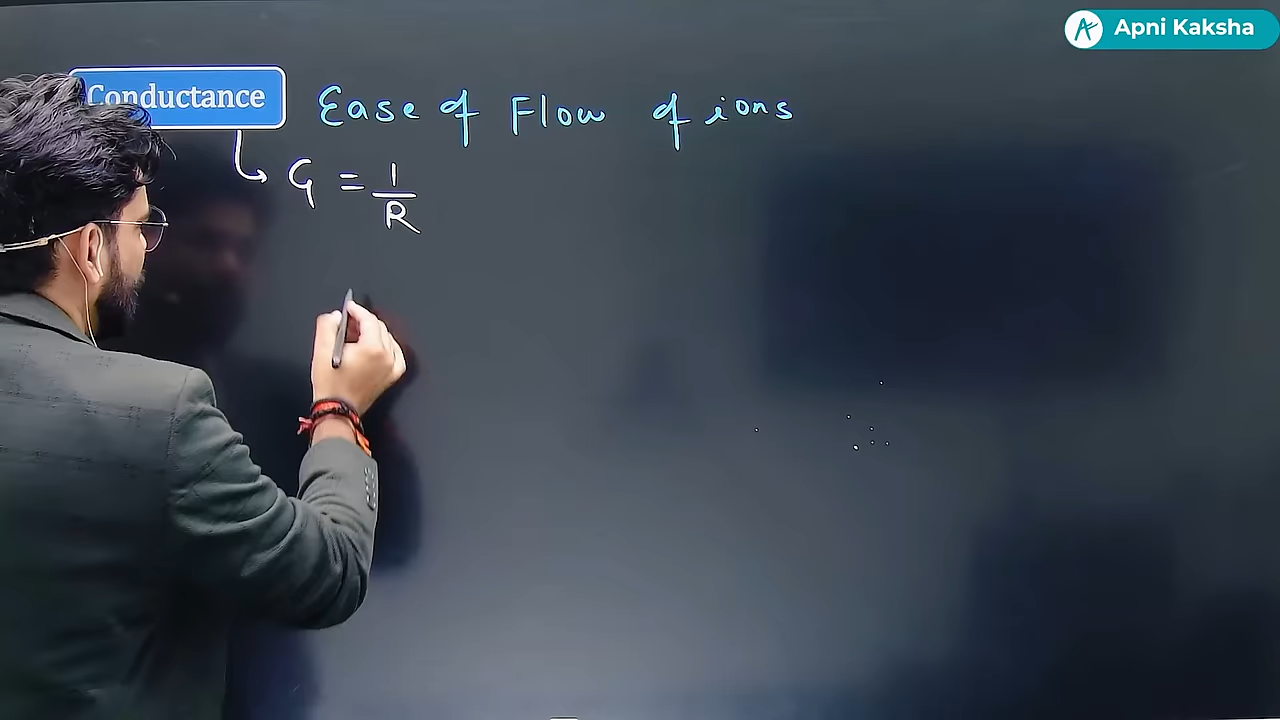 Apni Kaksha
Conductance
Ease of Flow of ions
G = 1/R